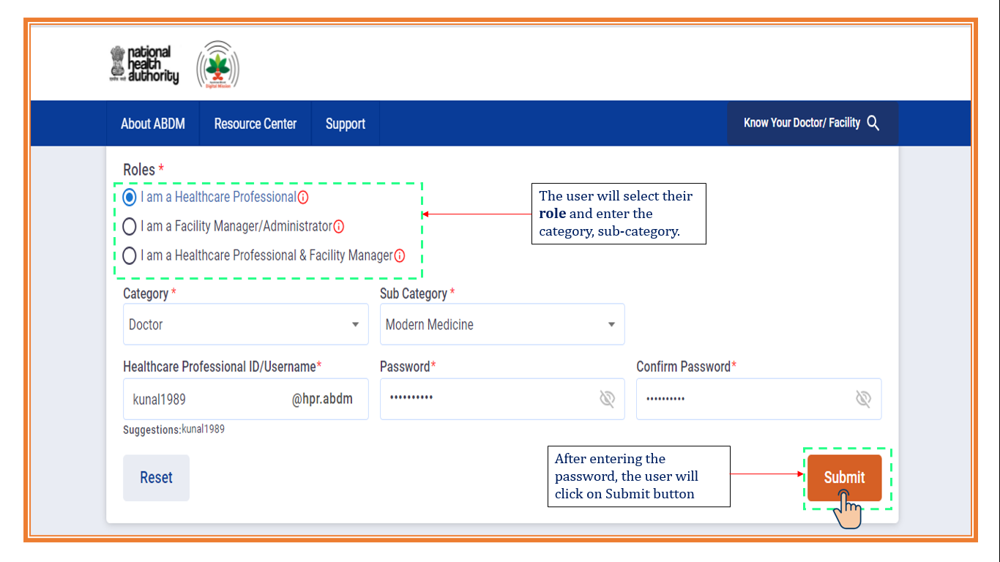 national
health
authority
Digital Mission
About ABDM
Resource Center
Support
Know Your Doctor/ Facility
Roles *
I am a Healthcare Professional
I am a Facility Manager/Administrator
I am a Healthcare Professional & Facility Manager
The user will select their
role and enter the
category, sub-category.
Category *
Sub Category *
Doctor
Modern Medicine
Healthcare Professional ID/Username*
Password*
Confirm Password*
kunal1989
@hpr.abdm
••••••••••
••••••••••
Suggestions:kunal1989
Reset
After entering the
password, the user will
click on Submit button
Submit